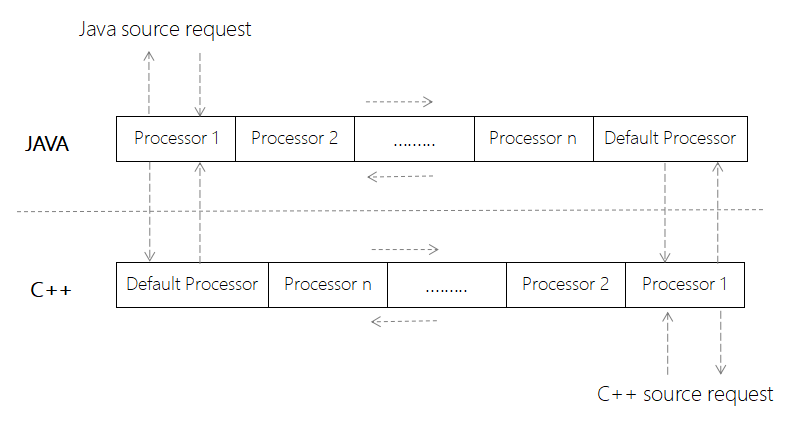 Java source request
JAVA
Processor 1
Processor 2
.........
Processor n
Default Processor
C++
Default Processor
Processor n
.........
Processor 2
Processor 1
C++ source request